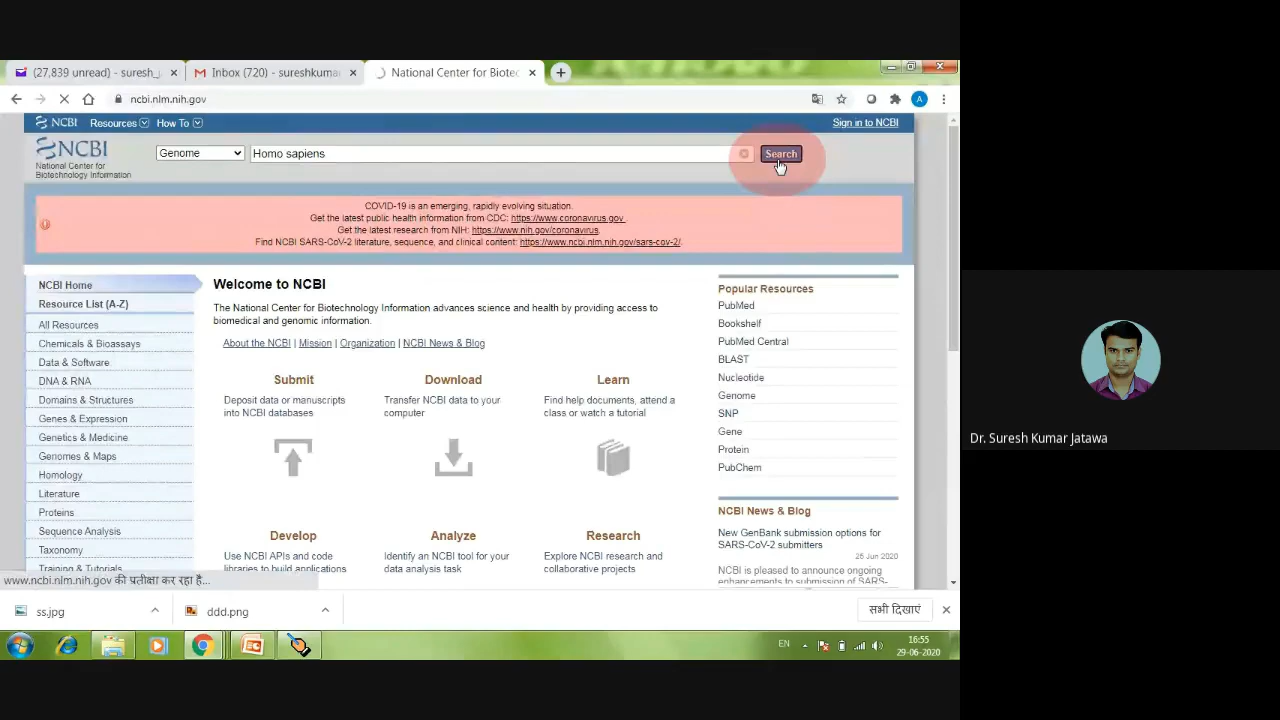 (27,839 unread) - suresh_j
Inbox (720) - sureshkumar
National Center for Biotec
ncbi.nlm.nih.gov
A
NCBI
Resources
How To
Sign in to NCBI
NCBI
National Center for
Biotechnology Information
Genome
Homo sapiens
Search
COVID-19 is an emerging, rapidly evolving situation.
Get the latest public health information from CDC: https://www.coronavirus.gov .
Get the latest research from NIH: https://www.nih.gov/coronavirus.
Find NCBI SARS-CoV-2 literature, sequence, and clinical content: https://www.ncbi.nlm.nih.gov/sars-cov-2/.
NCBI Home
Resource List (A-Z)
All Resources
Chemicals & Bioassays
Data & Software
DNA & RNA
Domains & Structures
Genes & Expression
Genetics & Medicine
Genomes & Maps
Homology
Literature
Proteins
Sequence Analysis
Taxonomy
Training & Tutorials
Welcome to NCBI
The National Center for Biotechnology Information advances science and health by providing access to
biomedical and genomic information.
About the NCBI | Mission | Organization | NCBI News & Blog
Submit
Deposit data or manuscripts
into NCBI databases
Download
Transfer NCBI data to your
computer
Learn
Find help documents, attend a
class or watch a tutorial
Develop
Use NCBI APIs and code
libraries to build applications
Analyze
Identify an NCBI tool for your
data analysis task
Research
Explore NCBI research and
collaborative projects
Popular Resources
PubMed
Bookshelf
PubMed Central
BLAST
Nucleotide
Genome
SNP
Gene
Protein
PubChem
NCBI News & Blog
New GenBank submission options for
SARS-CoV-2 submitters
25 Jun 2020
NCBI is pleased to announce ongoing
enhancements to submission of SARS-
www.ncbi.nlm.nih.gov की प्रतीक्षा कर रहा है...
ss.jpg
ddd.png
सभी दिखाएं
EN
16:55
29-06-2020
Dr. Suresh Kumar Jatawa